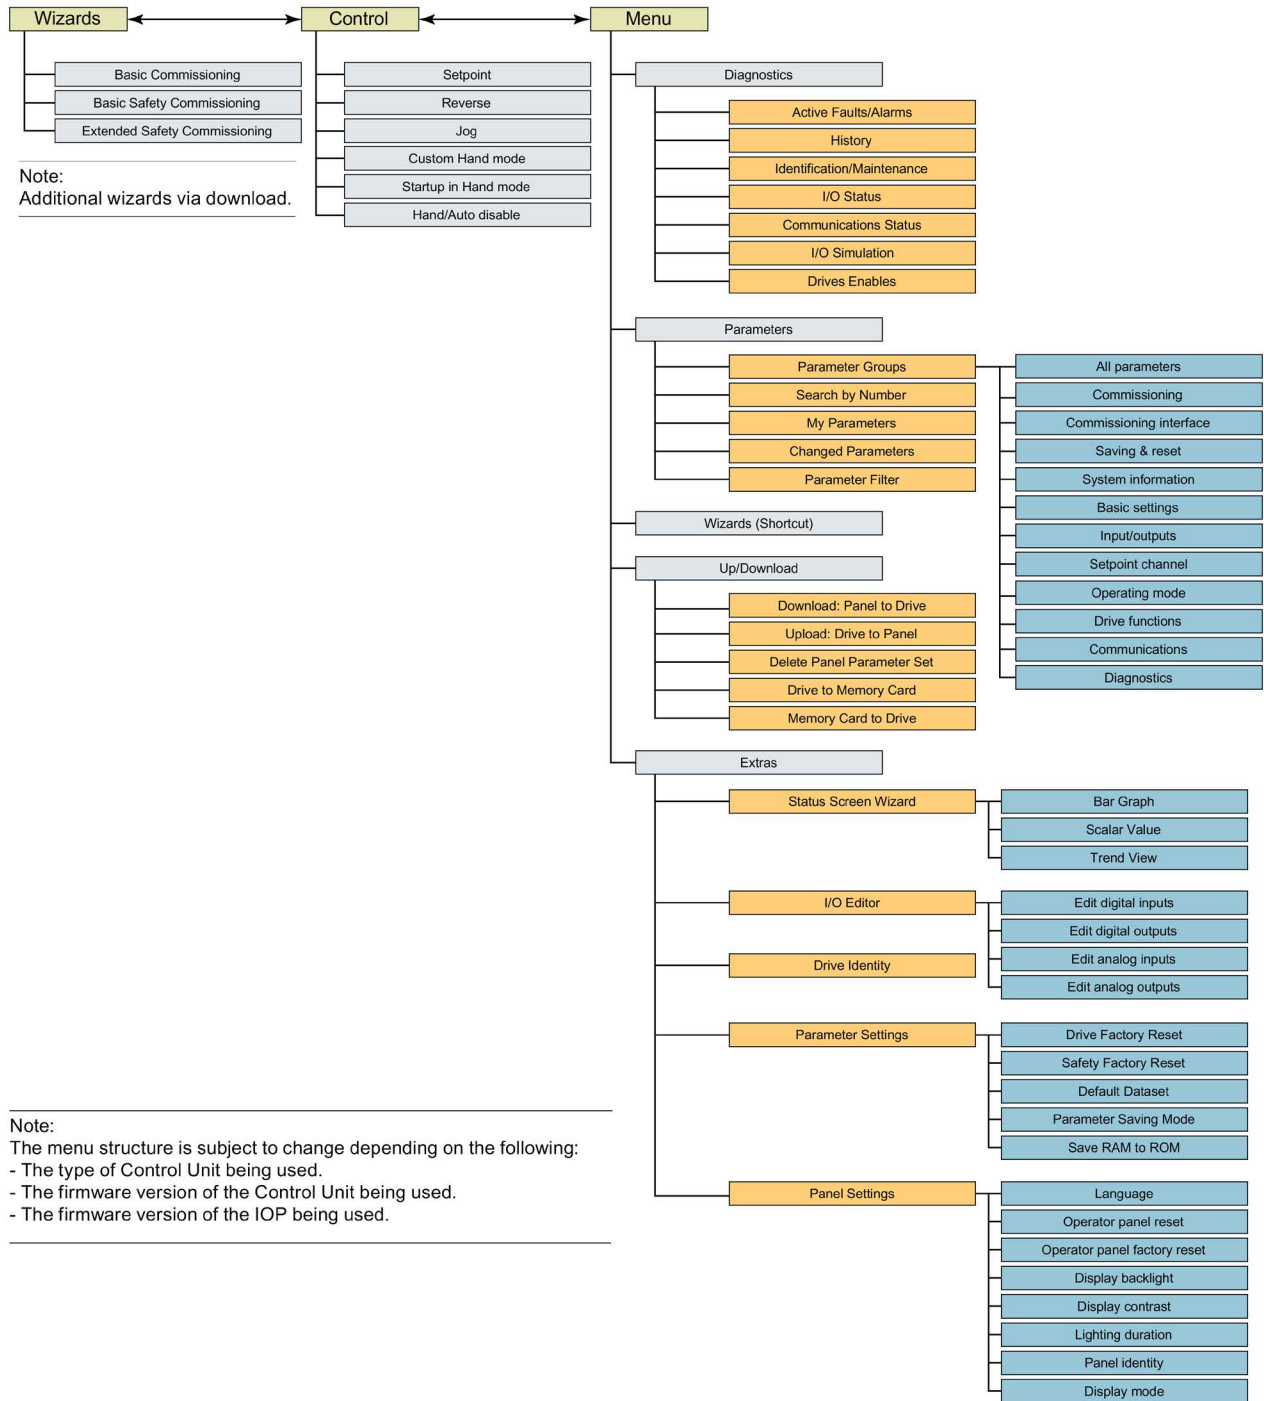 Wizards
Control
Menu
Basic Commissioning
Basic Safety Commissioning
Extended Safety Commissioning
Note:
Additional wizards via download.
Setpoint
Reverse
Jog
Custom Hand mode
Startup in Hand mode
Hand/Auto disable
Diagnostics
Active Faults/Alarms
History
Identification/Maintenance
I/O Status
Communications Status
I/O Simulation
Drives Enables
Parameters
Parameter Groups
Search by Number
My Parameters
Changed Parameters
Parameter Filter
All parameters
Commissioning
Commissioning interface
Saving & reset
System information
Basic settings
Input/outputs
Setpoint channel
Operating mode
Drive functions
Communications
Diagnostics
Wizards (Shortcut)
Up/Download
Download: Panel to Drive
Upload: Drive to Panel
Delete Panel Parameter Set
Drive to Memory Card
Memory Card to Drive
Extras
Status Screen Wizard
Bar Graph
Scalar Value
Trend View
I/O Editor
Edit digital inputs
Edit digital outputs
Edit analog inputs
Edit analog outputs
Drive Identity
Parameter Settings
Drive Factory Reset
Safety Factory Reset
Default Dataset
Parameter Saving Mode
Save RAM to ROM
Panel Settings
Language
Operator panel reset
Operator panel factory reset
Display backlight
Display contrast
Lighting duration
Panel identity
Display mode
Note:
The menu structure is subject to change depending on the following:
- The type of Control Unit being used.
- The firmware version of the Control Unit being used.
- The firmware version of the IOP being used.